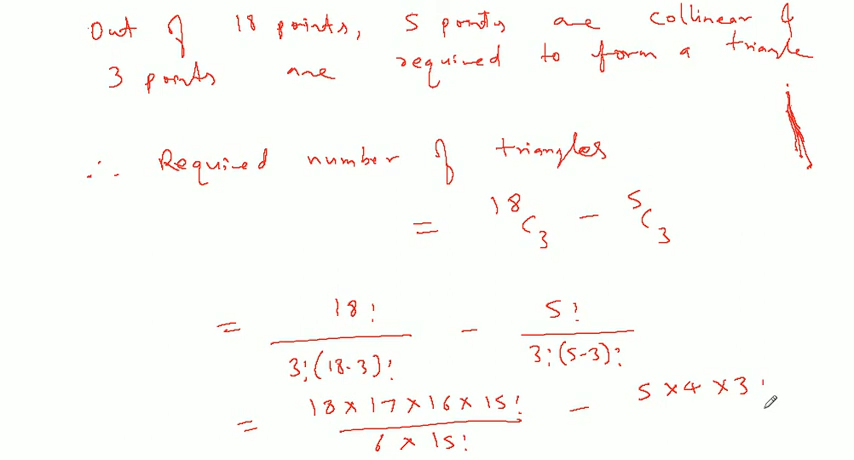 Out of 18 points, 5 points are collinear &
3 points are required to form a triangle
∴ Required number of triangles
= ¹⁸C₃ − ⁵C₃
= 18! / 3!(18-3)! − 5! / 3!(5-3)!
= 18 × 17 × 16 × 15! / 6 × 15! − 5 × 4 × 3!